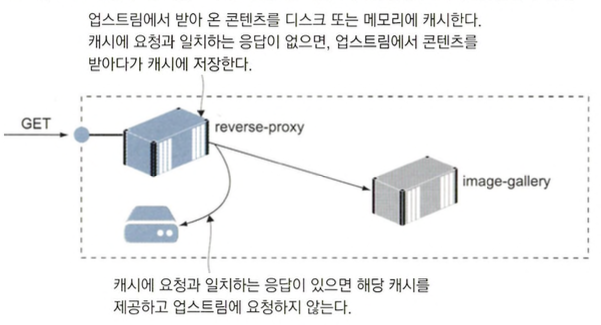 업스트림에서 받아 온 콘텐츠를 디스크 또는 메모리에 캐시한다.
캐시에 요청과 일치하는 응답이 없으면, 업스트림에서 콘텐츠를
받아다가 캐시에 저장한다.
GET
reverse-proxy
image-gallery
캐시에 요청과 일치하는 응답이 있으면 해당 캐시를
제공하고 업스트림에 요청하지 않는다.